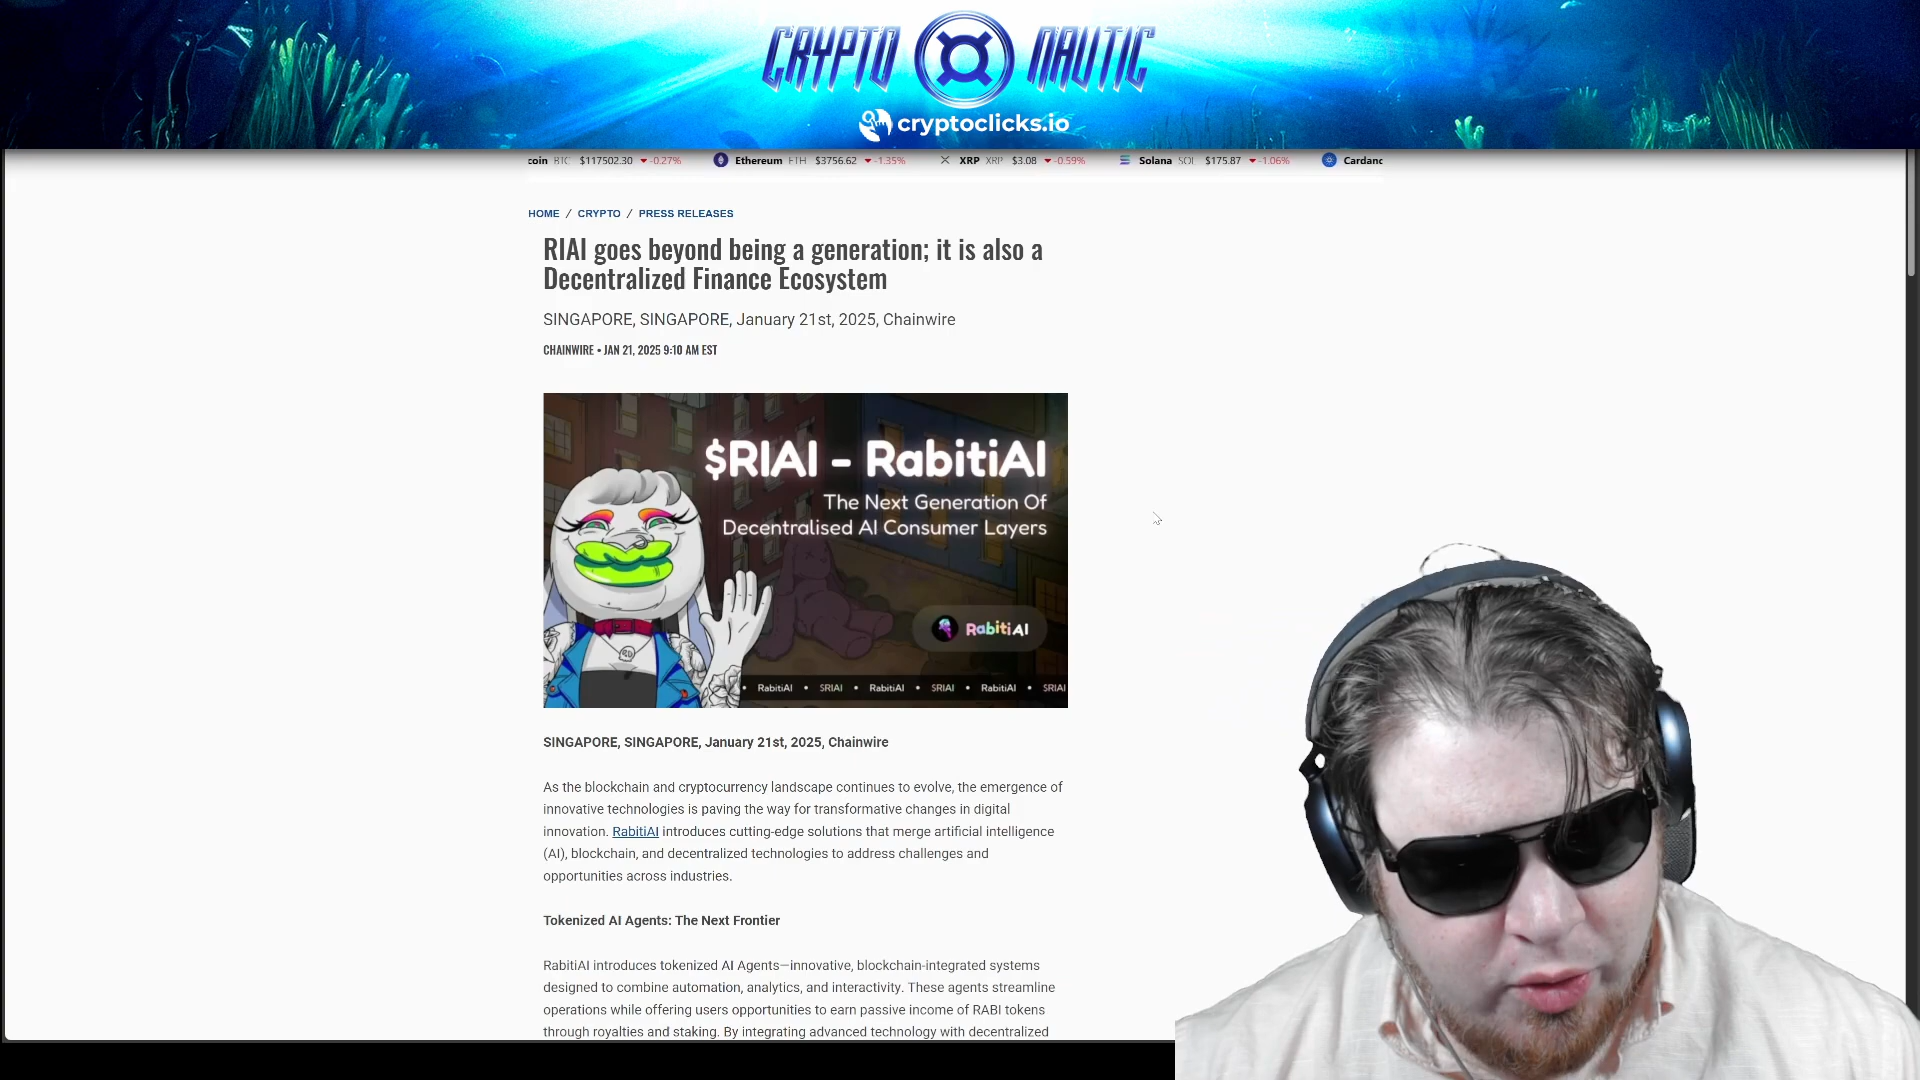 CRYPTO NAUTIC
cryptoclicks.io
coin BTC $117502.30 -0.27% Ethereum ETH $3756.62 -1.35% XRP XRP $3.08 -0.59% Solana SOL $175.87 -1.06% Cardano
HOME / CRYPTO / PRESS RELEASES
RIAI goes beyond being a generation; it is also a
Decentralized Finance Ecosystem
SINGAPORE, SINGAPORE, January 21st, 2025, Chainwire
CHAINWIRE • JAN 21, 2025 9:10 AM EST
$RIAI - RabitiAI
The Next Generation Of
Decentralised AI Consumer Layers
RabitiAI
• RabitiAI • $RIAI • RabitiAI • $RIAI • RabitiAI • $RIAI
SINGAPORE, SINGAPORE, January 21st, 2025, Chainwire
As the blockchain and cryptocurrency landscape continues to evolve, the emergence of
innovative technologies is paving the way for transformative changes in digital
innovation. RabitiAI introduces cutting-edge solutions that merge artificial intelligence
(AI), blockchain, and decentralized technologies to address challenges and
opportunities across industries.
Tokenized AI Agents: The Next Frontier
RabitiAI introduces tokenized AI Agents—innovative, blockchain-integrated systems
designed to combine automation, analytics, and interactivity. These agents streamline
operations while offering users opportunities to earn passive income of RABI tokens
through royalties and staking. By integrating advanced technology with decentralized